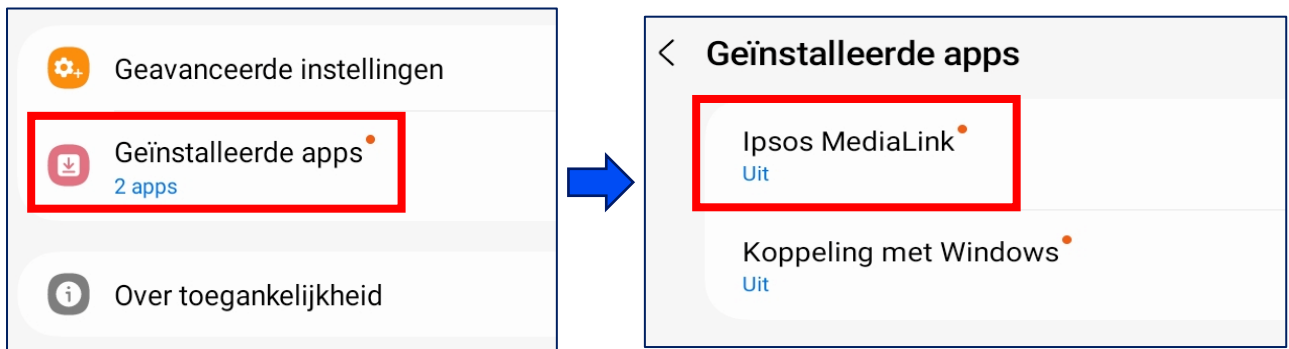 Geavanceerde instellingen
Geïnstalleerde apps
2 apps
Over toegankelijkheid
Geïnstalleerde apps
Ipsos MediaLink
Uit
Koppeling met Windows
Uit